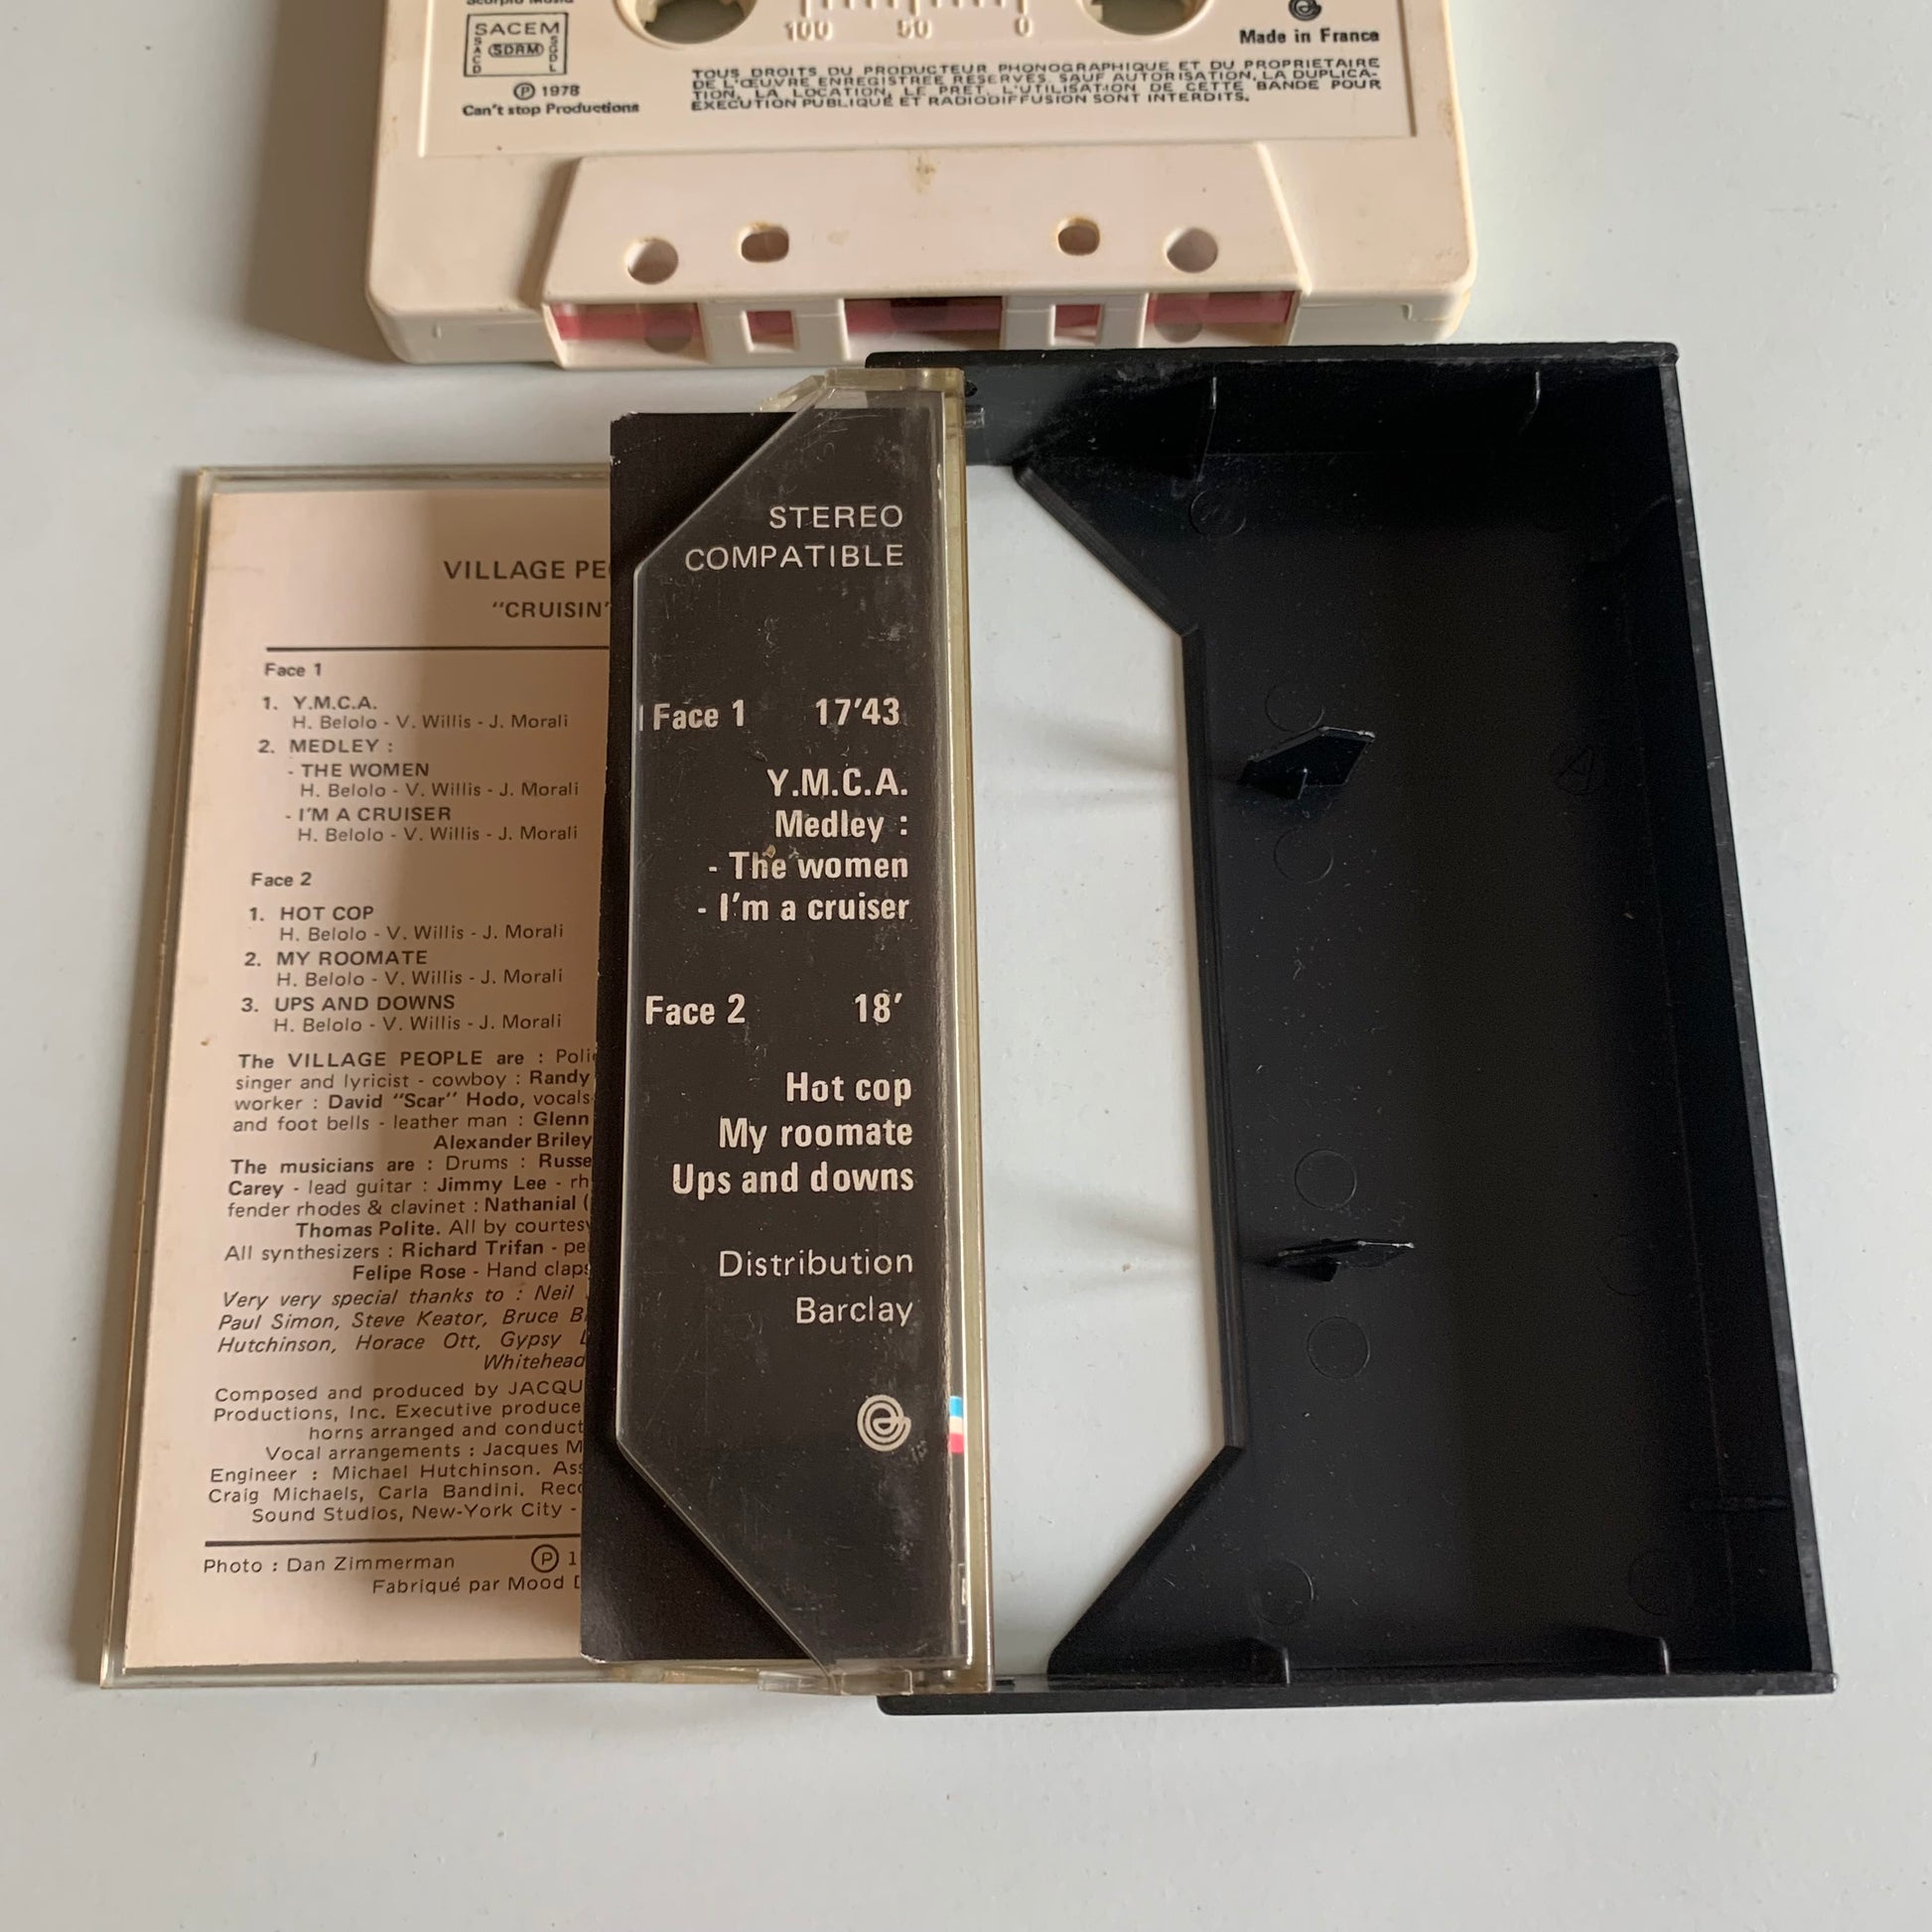 SACEM
SACD
SDRM
SGDL
100 50 0
Ⓟ 1978
Can't stop Productions
Made in France
TOUS DROITS DU PRODUCTEUR PHONOGRAPHIQUE ET DU PROPRIETAIRE
DE L'ŒUVRE ENREGISTREE RESERVES. SAUF AUTORISATION, LA DUPLICA-
TION, LA LOCATION, LE PRET, L'UTILISATION DE CETTE BANDE POUR
EXECUTION PUBLIQUE ET RADIODIFFUSION SONT INTERDITS.
VILLAGE
"CRUISIN'
Face 1
1. Y.M.C.A.
H. Belolo - V. Willis - J. Morali
2. MEDLEY :
- THE WOMEN
H. Belolo - V. Willis - J. Morali
- I'M A CRUISER
H. Belolo - V. Willis - J. Morali
Face 2
1. HOT COP
H. Belolo - V. Willis - J. Morali
2. MY ROOMATE
H. Belolo - V. Willis - J. Morali
3. UPS AND DOWNS
H. Belolo - V. Willis - J. Morali
The VILLAGE PEOPLE are :
singer and lyricist - cowboy : Randy
worker : David "Scar" Hodo, vocals
and foot bells - leather man : Glenn
Alexander Briley
The musicians are : Drums :
Carey - lead guitar : Jimmy Lee -
fender rhodes & clavinet : Nathanial (
Thomas Polite. All by
All synthesizers : Richard Trifan -
Felipe Rose - Hand claps
Very very special thanks to : Neil
Paul Simon, Steve Keator, Bruce
Hutchinson, Horace Ott, Gypsy
Whitehead
Composed and produced by
Productions, Inc. Executive
horns arranged and
Vocal arrangements : Jacques
Engineer : Michael Hutchinson.
Craig Michaels, Carla Bandini.
Sound Studios, New-York City -
Photo : Dan Zimmerman Ⓟ 1
Fabriqué par Mood
STEREO
COMPATIBLE
Face 1 17'43
Y.M.C.A.
Medley :
- The women
- I'm a cruiser
Face 2 18'
Hot cop
My roomate
Ups and downs
Distribution
Barclay